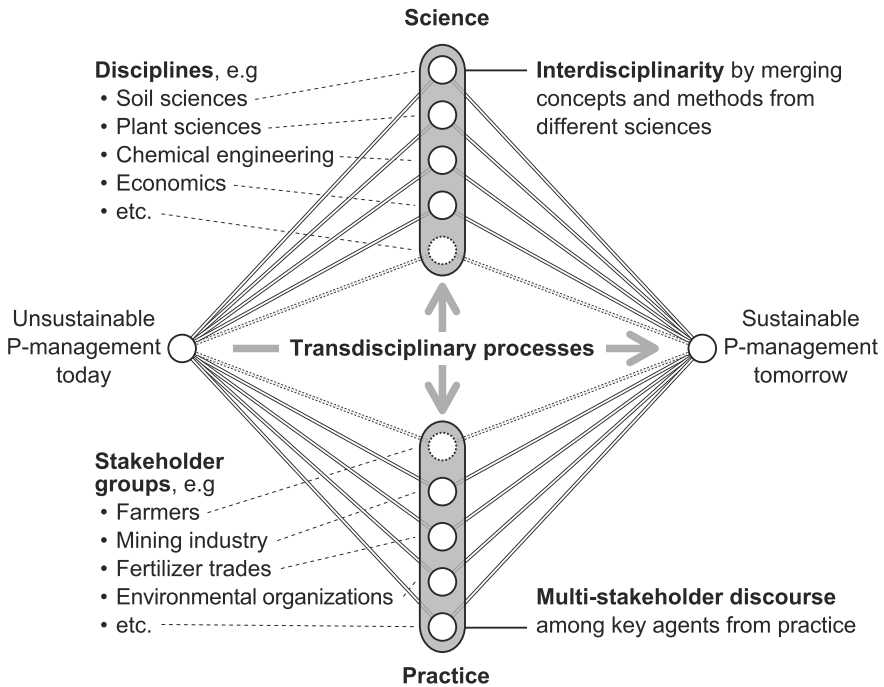 Science
Disciplines, e.g
• Soil sciences
• Plant sciences
• Chemical engineering
• Economics
• etc.
Interdisciplinarity by merging
concepts and methods from
different sciences
Unsustainable
P-management
today
Transdisciplinary processes
Sustainable
P-management
tomorrow
Stakeholder
groups, e.g
• Farmers
• Mining industry
• Fertilizer trades
• Environmental organizations
• etc.
Multi-stakeholder discourse
among key agents from practice
Practice